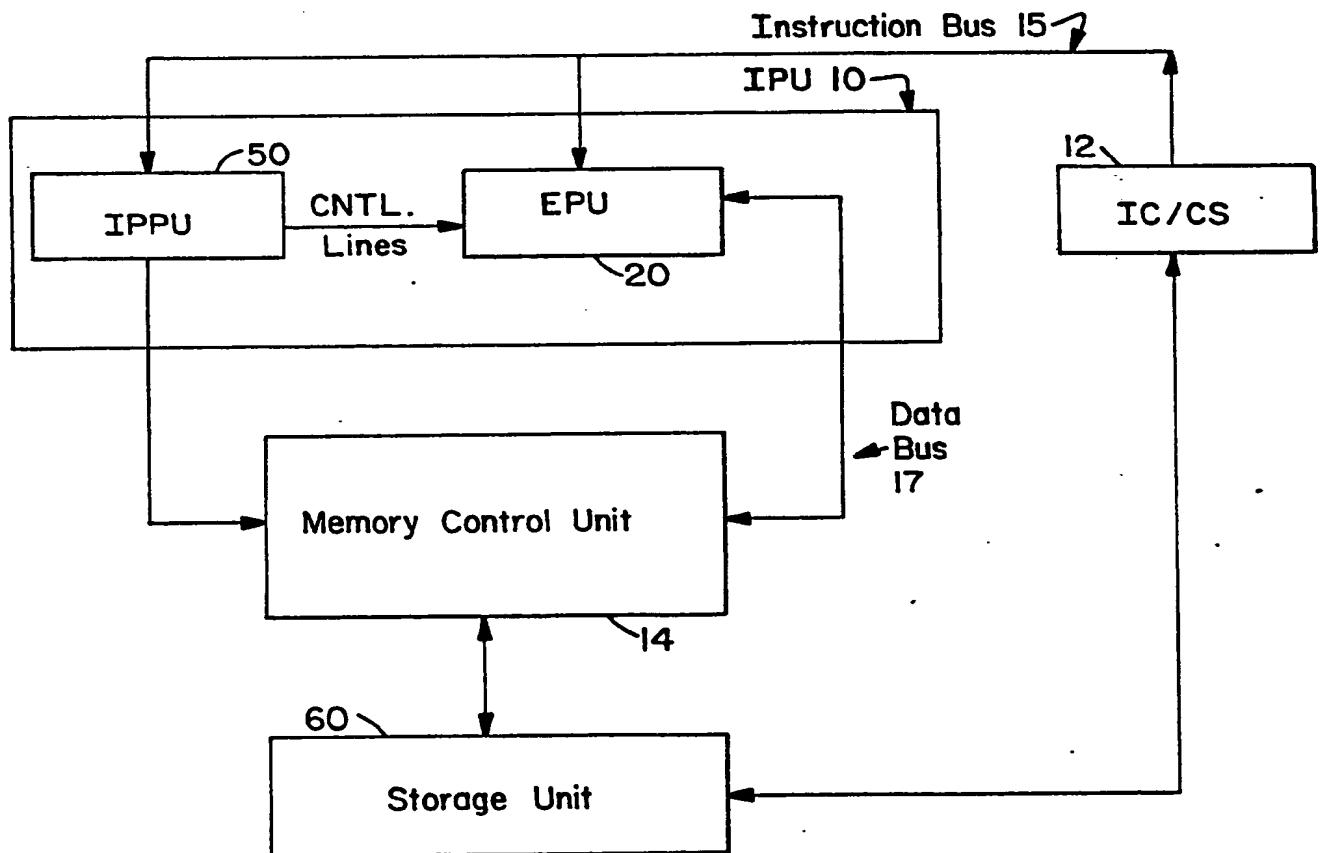 Instruction Bus 15
IPU 10
50
12
IPPU
CNTL.
Lines
EPU
IC/CS
20
Data
Bus
17
Memory Control Unit
14
60
Storage Unit